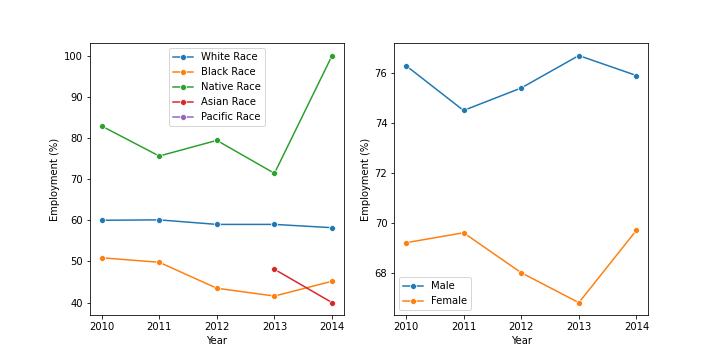 100
90
80
70
60
50
40
Employment (%)
White Race
Black Race
Native Race
Asian Race
Pacific Race
2010 2011 2012 2013 2014
Year
76
74
72
70
68
Employment (%)
Male
Female
2010 2011 2012 2013 2014
Year